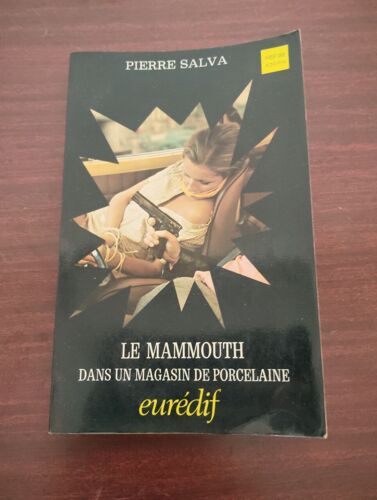 PIERRE SALVA
LE MAMMOUTH
DANS UN MAGASIN DE PORCELAINE
eurédif